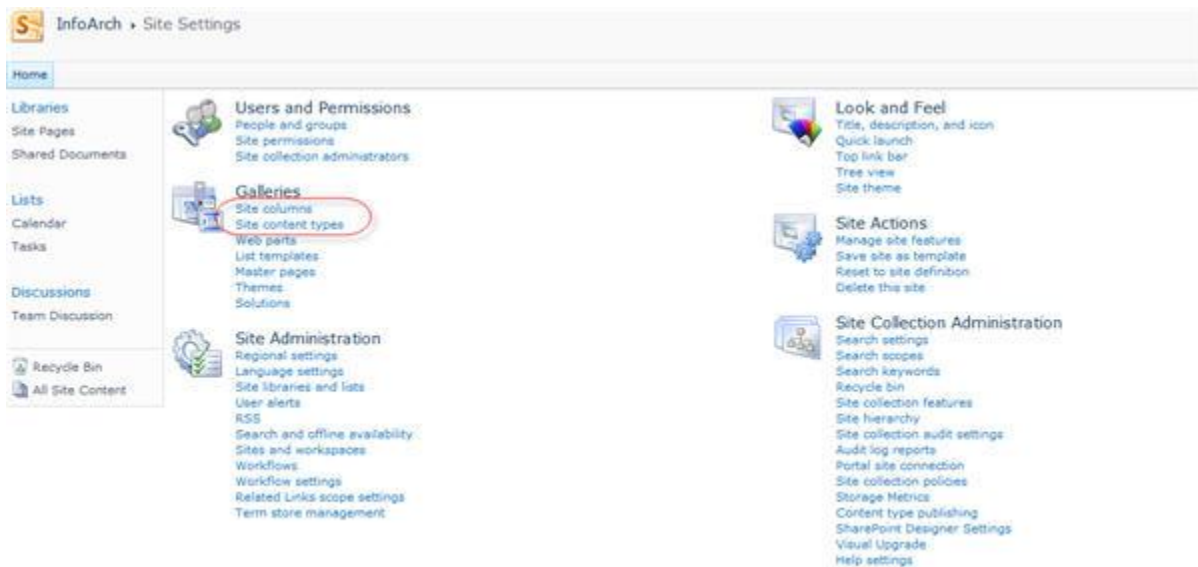 InfoArch ▸ Site Settings
Home
Libraries
Site Pages
Shared Documents
Lists
Calendar
Tasks
Discussions
Team Discussion
Recycle Bin
All Site Content
Users and Permissions
People and groups
Site permissions
Site collection administrators
Galleries
Site columns
Site content types
Web parts
List templates
Master pages
Themes
Solutions
Site Administration
Regional settings
Language settings
Site libraries and lists
User alerts
RSS
Search and offline availability
Sites and workspaces
Workflows
Workflow settings
Related Links scope settings
Term store management
Look and Feel
Title, description, and icon
Quick launch
Top link bar
Tree view
Site theme
Site Actions
Manage site features
Save site as template
Reset to site definition
Delete this site
Site Collection Administration
Search settings
Search scopes
Search keywords
Recycle bin
Site collection features
Site hierarchy
Site collection audit settings
Audit log reports
Portal site connection
Site collection policies
Storage Metrics
Content type publishing
SharePoint Designer Settings
Visual Upgrade
Help settings